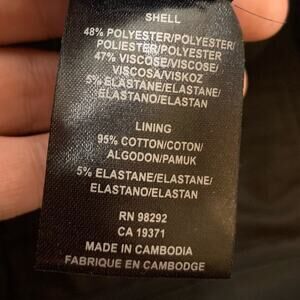 SHELL
48% POLYESTER/POLYESTER/
POLIESTER/POLYESTER
47% VISCOSE/VISCOSE/
VISCOSA/VISKOZ
5% ELASTANE/ELASTANE/
ELASTANO/ELASTAN
LINING
95% COTTON/COTON/
ALGODON/PAMUK
5% ELASTANE/ELASTANE/
ELASTANO/ELASTAN
RN 98292
CA 19371
MADE IN CAMBODIA
FABRIQUE EN CAMBODGE